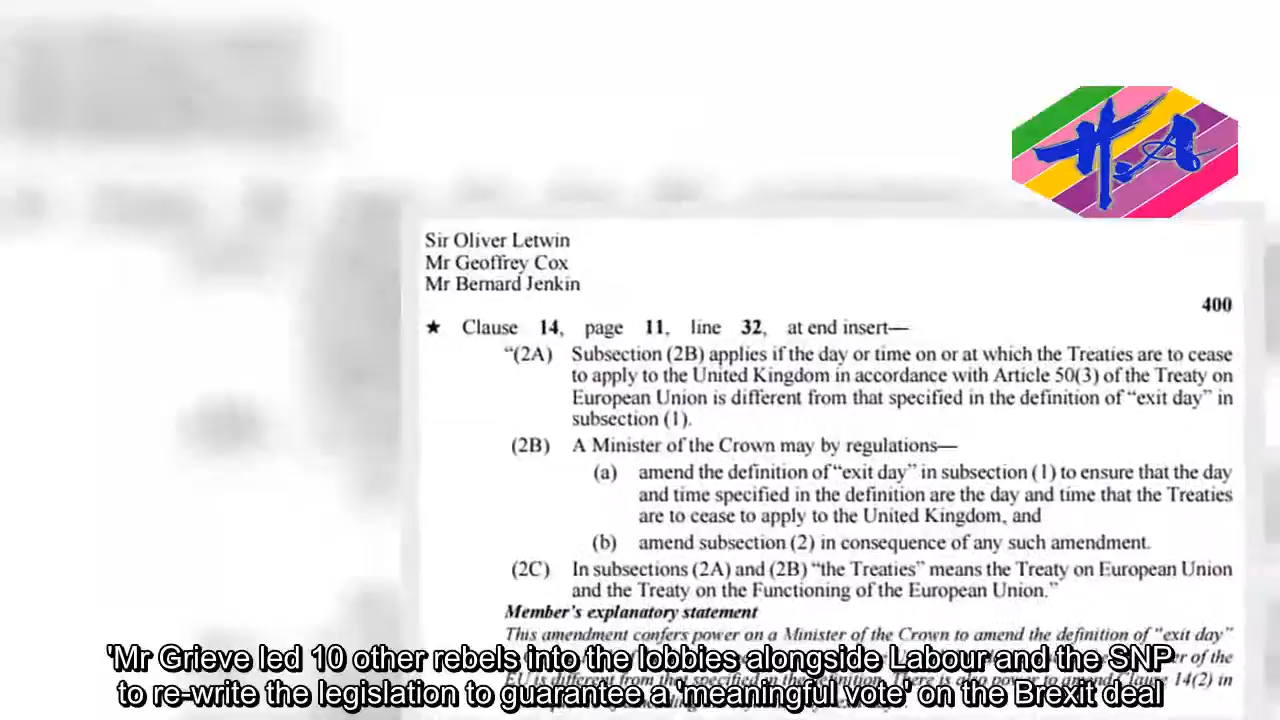 H.A
Sir Oliver Letwin
Mr Geoffrey Cox
Mr Bernard Jenkin
400
★ Clause 14, page 11, line 32, at end insert—
“(2A) Subsection (2B) applies if the day or time on or at which the Treaties are to cease
to apply to the United Kingdom in accordance with Article 50(3) of the Treaty on
European Union is different from that specified in the definition of “exit day” in
subsection (1).
(2B) A Minister of the Crown may by regulations—
(a) amend the definition of “exit day” in subsection (1) to ensure that the day
and time specified in the definition are the day and time that the Treaties
are to cease to apply to the United Kingdom, and
(b) amend subsection (2) in consequence of any such amendment.
(2C) In subsections (2A) and (2B) “the Treaties” means the Treaty on European Union
and the Treaty on the Functioning of the European Union.”
Member’s explanatory statement
This amendment confers power on a Minister of the Crown to amend the definition of “exit day”
'Mr Grieve led 10 other rebels into the lobbies alongside Labour and the SNP
to re-write the legislation to guarantee a 'meaningful vote' on the Brexit deal